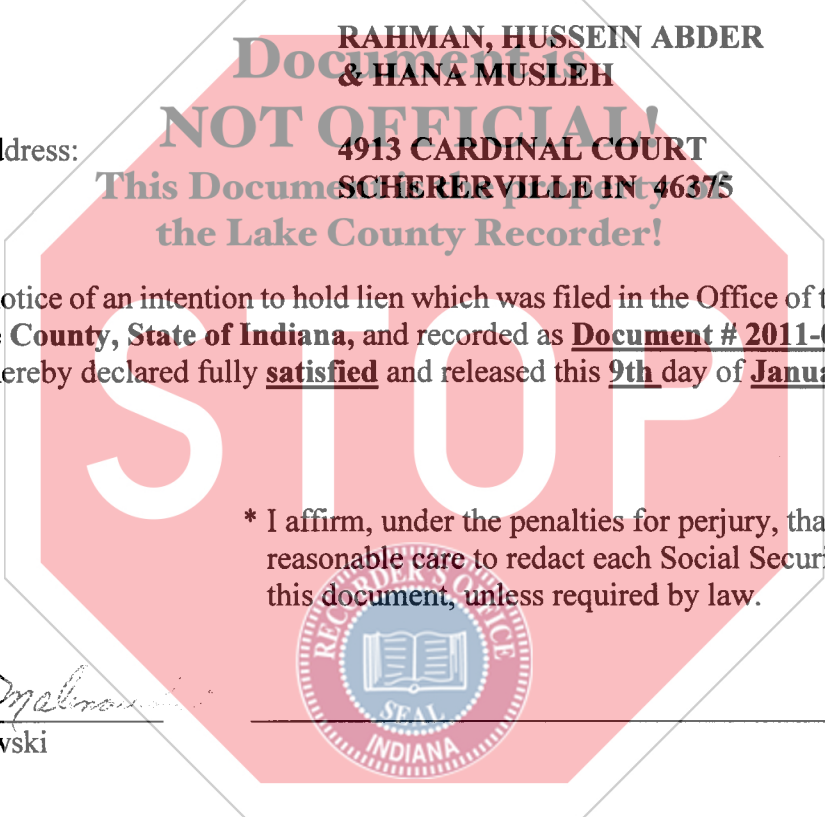 RAHMAN, HUSSEIN ABDER
& HANA MUSLEH
Document is
NOT OFFICIAL!
This Document is the property of
the Lake County Recorder!
ddress:
4913 CARDINAL COURT
SCHERERVILLE IN 46375
otice of an intention to hold lien which was filed in the Office of t
County, State of Indiana, and recorded as Document # 2011-
ereby declared fully satisfied and released this 9th day of Janua
STOP
* I affirm, under the penalties for perjury, tha
reasonable care to redact each Social Securi
this document, unless required by law.
RECORDER'S OFFICE
SEAL
INDIANA
wski